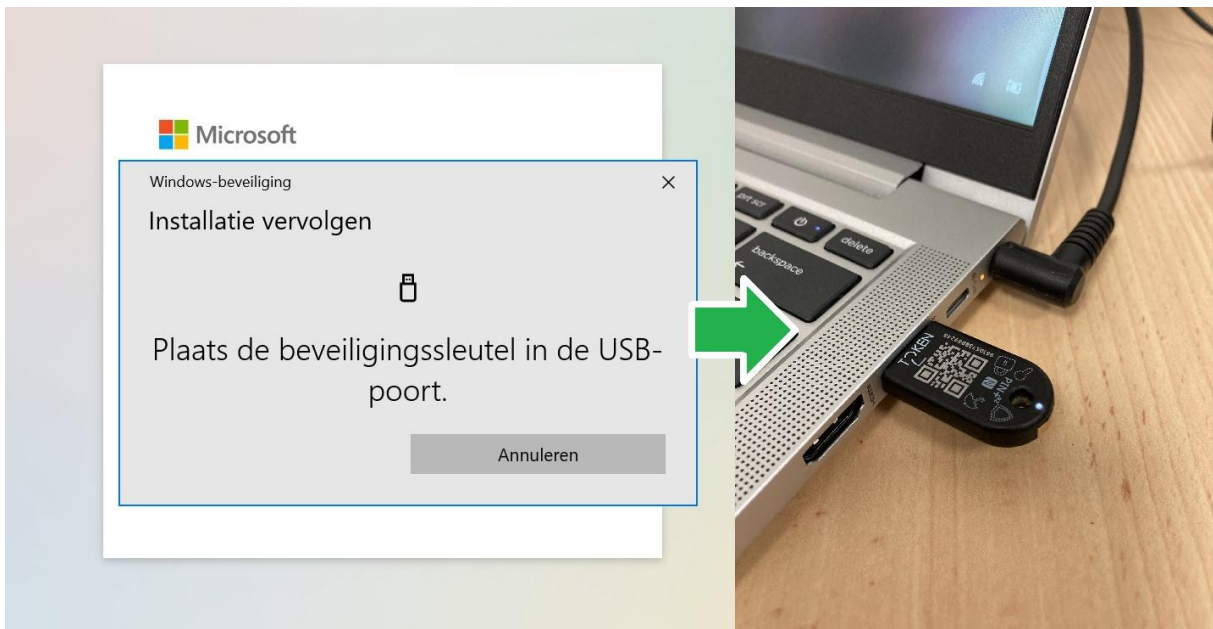 Microsoft
Windows-beveiliging
Installatie vervolgen
Plaats de beveiligingssleutel in de USB-
poort.
Annuleren
prt scr
delete
backspace
TOKEN
PIN+